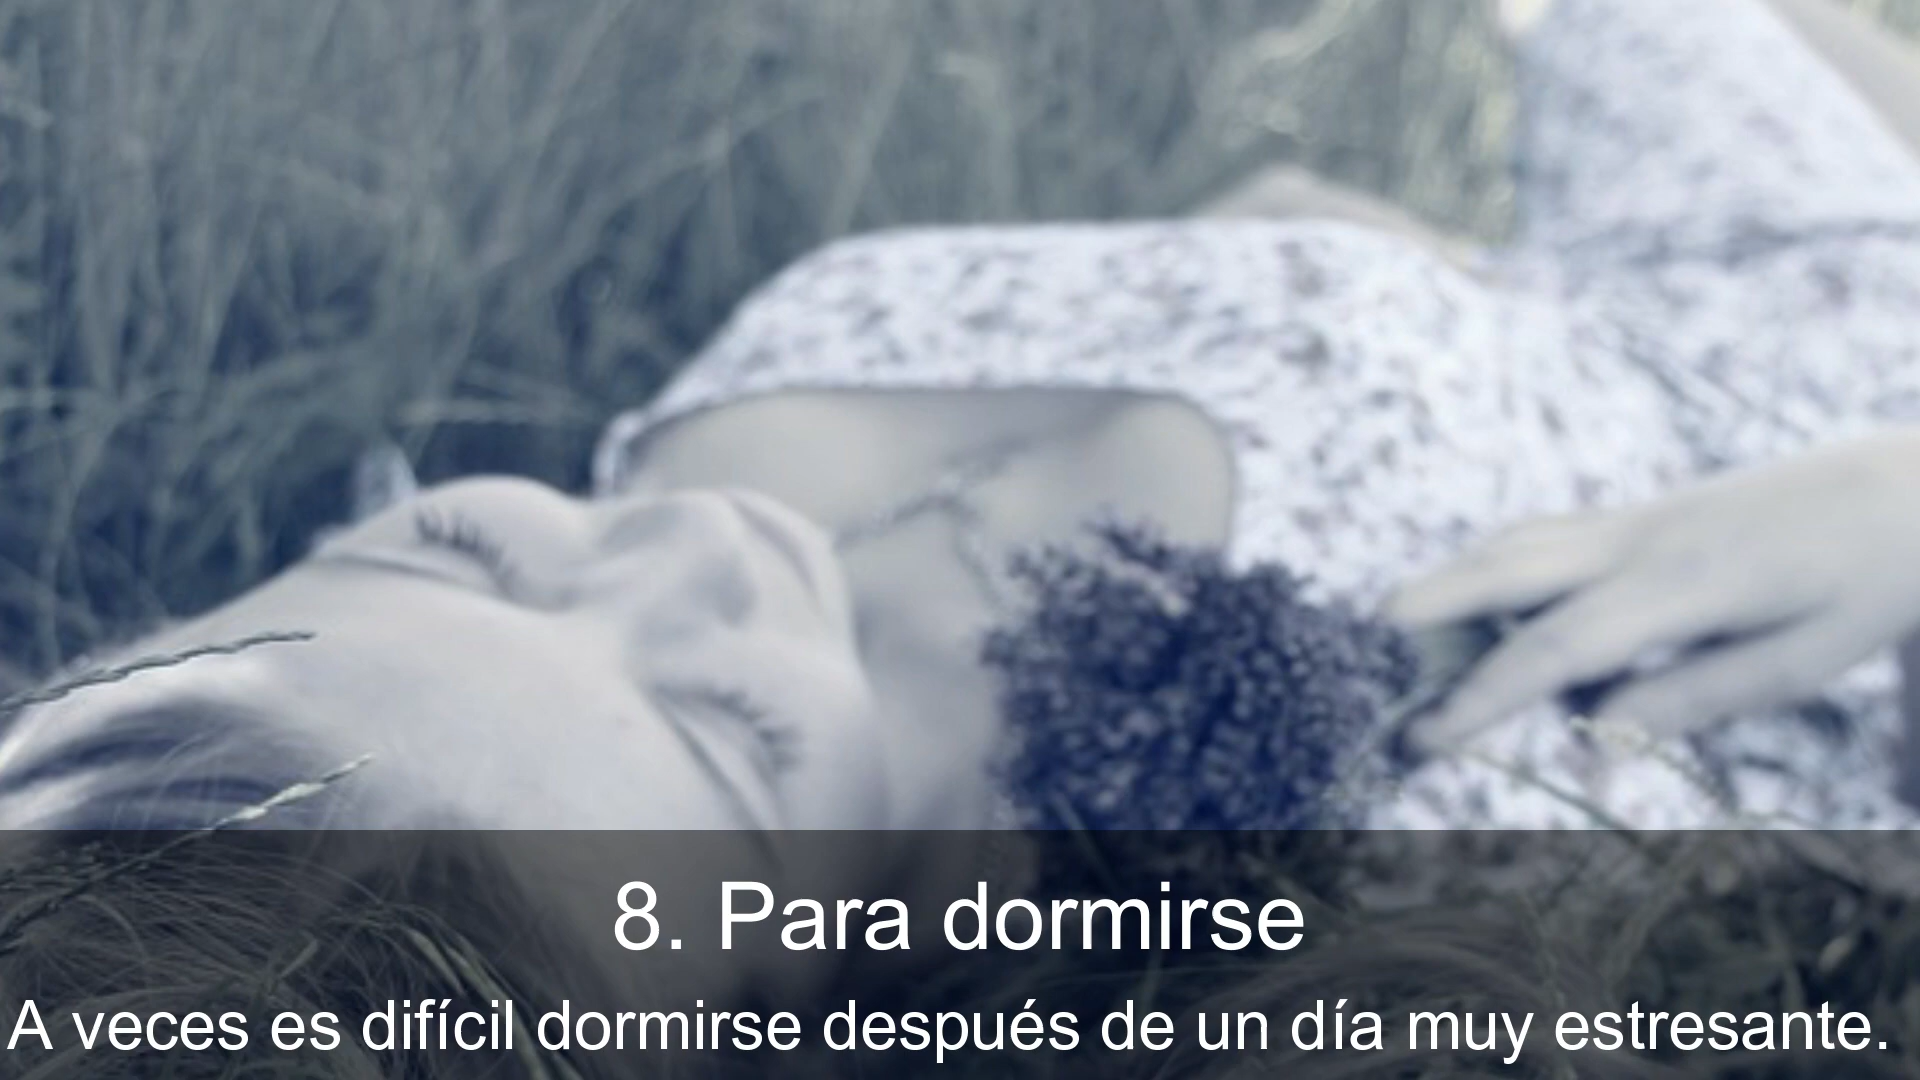 8. Para dormirse
A veces es difícil dormirse después de un día muy estresante.